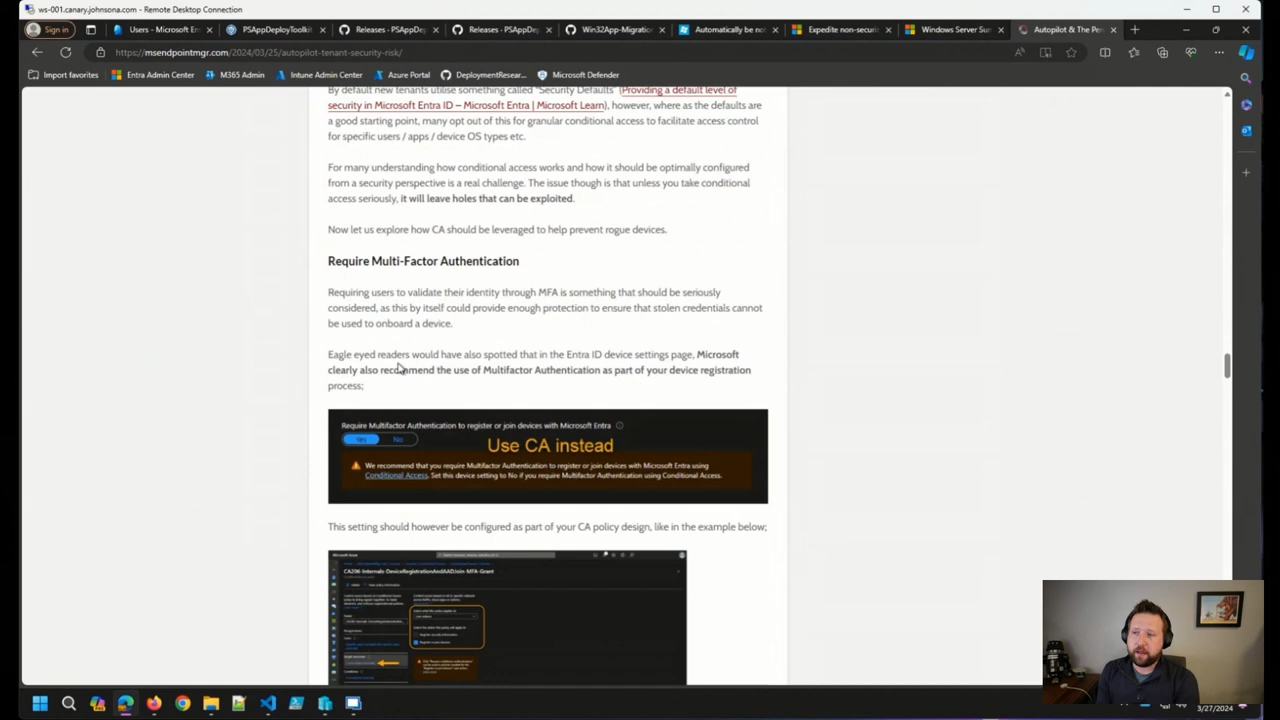 ws-001.canary.johnsona.com - Remote Desktop Connection
Sign in
Users - Microsoft En
PSAppDeployToolkit
Releases - PSAppDe
Releases - PSAppDe
Win32App-Migratio
Automatically be no
Expedite non-securi
Windows Server Sum
Autopilot & The Pe
https://msendpointmgr.com/2024/03/25/autopilot-tenant-security-risk/
Import favorites
Entra Admin Center
M365 Admin
Intune Admin Center
Azure Portal
DeploymentResear...
Microsoft Defender
By default new tenants utilise something called "Security Defaults" (Providing a default level of
security in Microsoft Entra ID – Microsoft Entra | Microsoft Learn), however, where as the defaults are
a good starting point, many opt out of this for granular conditional access to facilitate access control
for specific users / apps / device OS types etc.
For many understanding how conditional access works and how it should be optimally configured
from a security perspective is a real challenge. The issue though is that unless you take conditional
access seriously, it will leave holes that can be exploited.
Now let us explore how CA should be leveraged to help prevent rogue devices.
Require Multi-Factor Authentication
Requiring users to validate their identity through MFA is something that should be seriously
considered, as this by itself could provide enough protection to ensure that stolen credentials cannot
be used to onboard a device.
Eagle eyed readers would have also spotted that in the Entra ID device settings page, Microsoft
clearly also recommend the use of Multifactor Authentication as part of your device registration
process;
Require Multifactor Authentication to register or join devices with Microsoft Entra
Yes No
Use CA instead
We recommend that you require Multifactor Authentication to register or join devices with Microsoft Entra using
Conditional Access. Set this device setting to No if you require Multifactor Authentication using Conditional Access.
This setting should however be configured as part of your CA policy design, like in the example below;
CA206-Internals-DeviceRegistrationAndAADJoin-MFA-Grant
3/27/2024